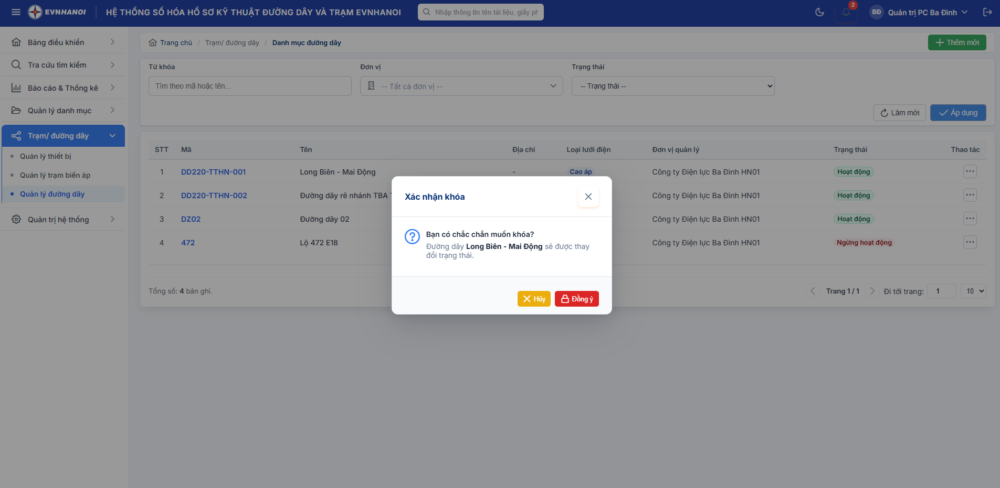 EVNHANOI
HỆ THỐNG SỐ HÓA HỒ SƠ KỸ THUẬT ĐƯỜNG DÂY VÀ TRẠM EVNHANOI
Nhập thông tin tên tài liệu, giấy ph
2
BĐ
Quản trị PC Ba Đình
Bảng điều khiển
Tra cứu tìm kiếm
Báo cáo & Thống kê
Quản lý danh mục
Trạm/ đường dây
Quản lý thiết bị
Quản lý trạm biến áp
Quản lý đường dây
Quản trị hệ thống
Trang chủ / Trạm/ đường dây / Danh mục đường dây
Thêm mới
Từ khóa
Đơn vị
Trạng thái
Tìm theo mã hoặc tên...
-- Tất cả đơn vị --
-- Trạng thái --
Làm mới
Áp dụng
STT Mã Tên Địa chỉ Loại lưới điện Đơn vị quản lý Trạng thái Thao tác
1 DD220-TTHN-001 Long Biên - Mai Động - Cao áp Công ty Điện lực Ba Đình HN01 Hoạt động
2 DD220-TTHN-002 Đường dây rẽ nhánh TBA Công ty Điện lực Ba Đình HN01 Hoạt động
3 DZ02 Đường dây 02 Công ty Điện lực Ba Đình HN01 Hoạt động
4 472 Lộ 472 E18 Công ty Điện lực Ba Đình HN01 Ngừng hoạt động
Tổng số: 4 bản ghi.
Trang 1 / 1
Đi tới trang:
1
10
Xác nhận khóa
Bạn có chắc chắn muốn khóa?
Đường dây Long Biên - Mai Động sẽ được thay
đổi trạng thái.
Hủy
Đồng ý